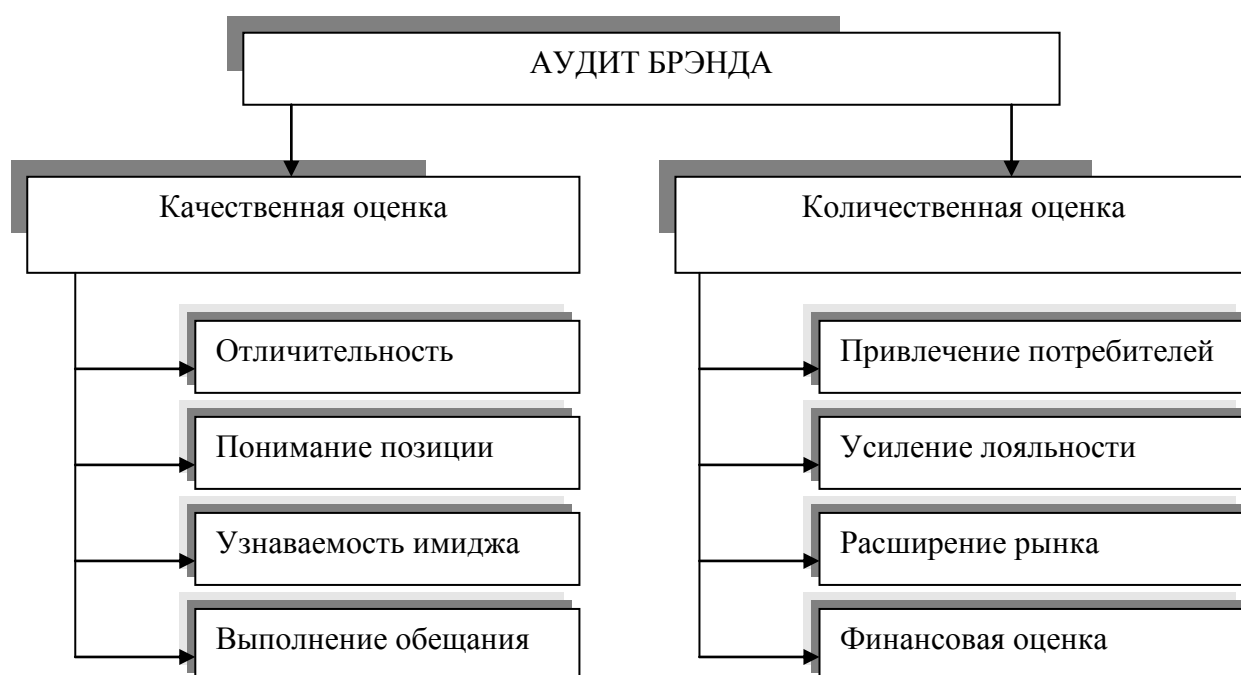 АУДИТ БРЭНДА
Качественная оценка
Количественная оценка
Отличительность
Понимание позиции
Узнаваемость имиджа
Выполнение обещания
Привлечение потребителей
Усиление лояльности
Расширение рынка
Финансовая оценка